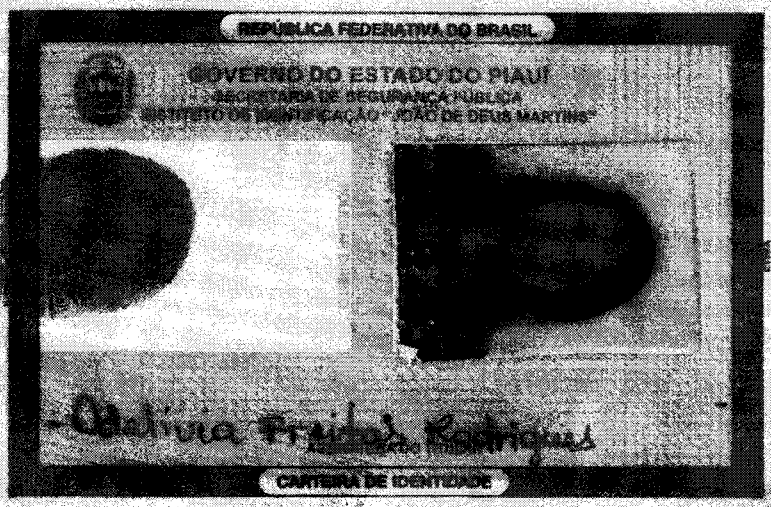 REPÚBLICA FEDERATIVA DO BRASIL
GOVERNO DO ESTADO DO PIAUÍ
SECRETARIA DE SEGURANÇA PÚBLICA
INSTITUTO DE IDENTIFICAÇÃO "JOÃO DE DEUS MARTINS"
Freitas Rodrigues
CARTEIRA DE IDENTIDADE